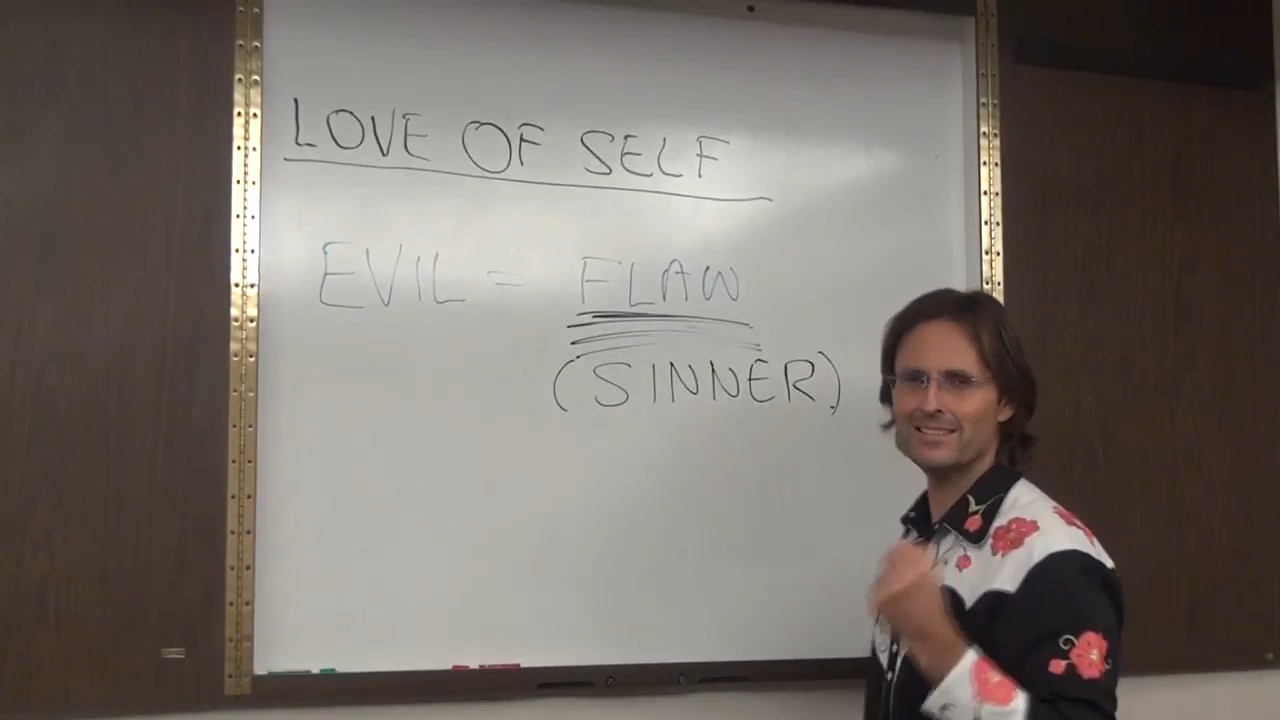 LOVE OF SELF
EVIL = FLAW
(SINNER)